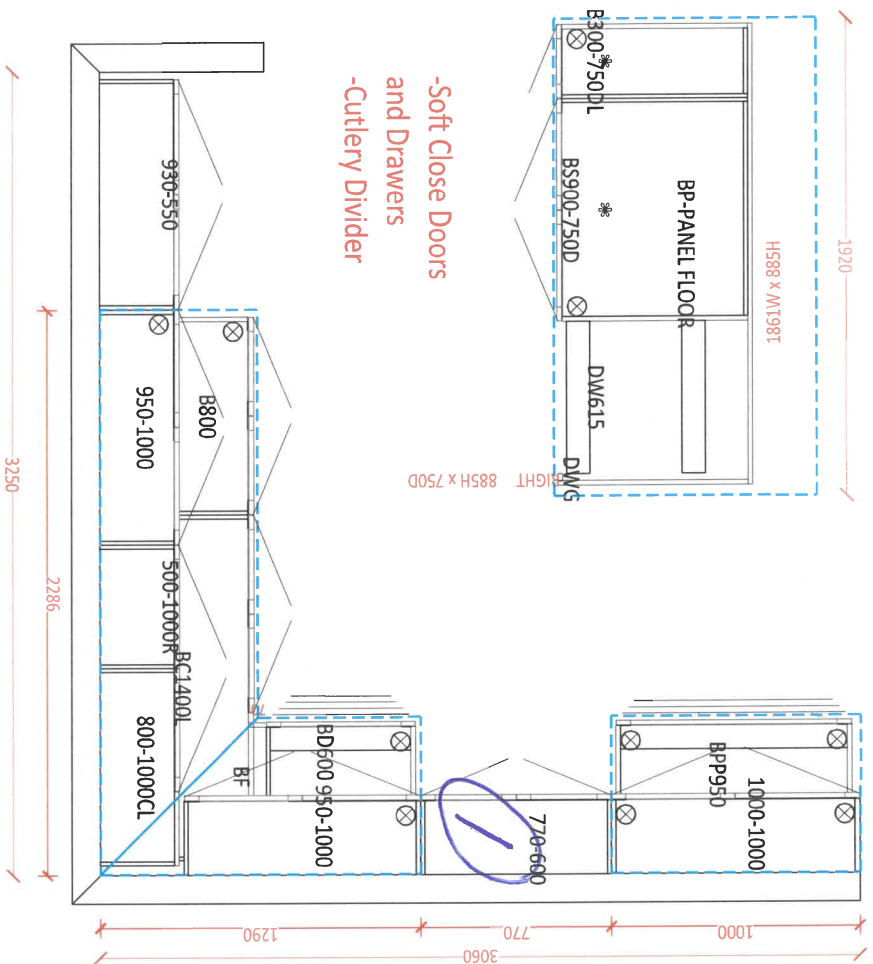 B300-750DL
BS900-750D
BP-PANEL FLOOR
1861W x 885H
1920
DW615
DWG
RIGHT 885H x 750D
-Soft Close Doors
and Drawers
-Cutlery Divider
930-550
950-1000
B800
500-1000R
BC1400L
800-1000CL
BF
BD600
950-1000
770-600
BPP950
1000-1000
3250
2286
1290
770
1000
3060